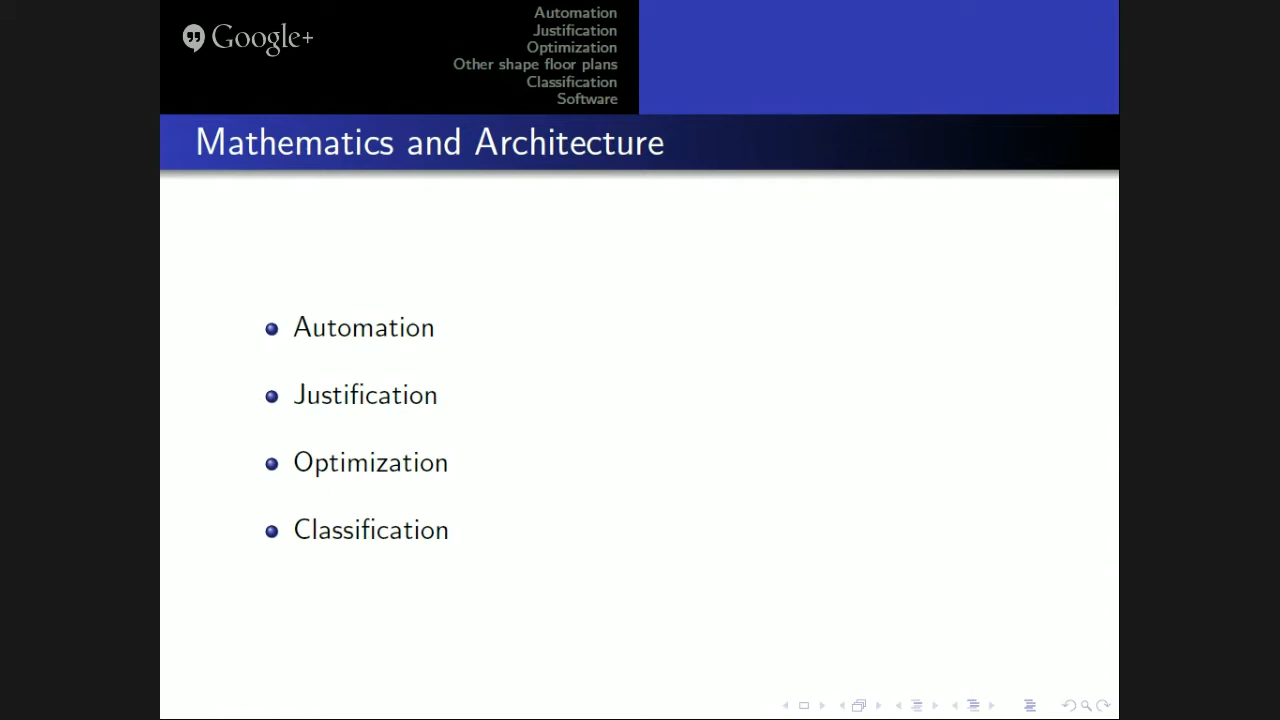 Google+
Automation
Justification
Optimization
Other shape floor plans
Classification
Software
Mathematics and Architecture
Automation
Justification
Optimization
Classification